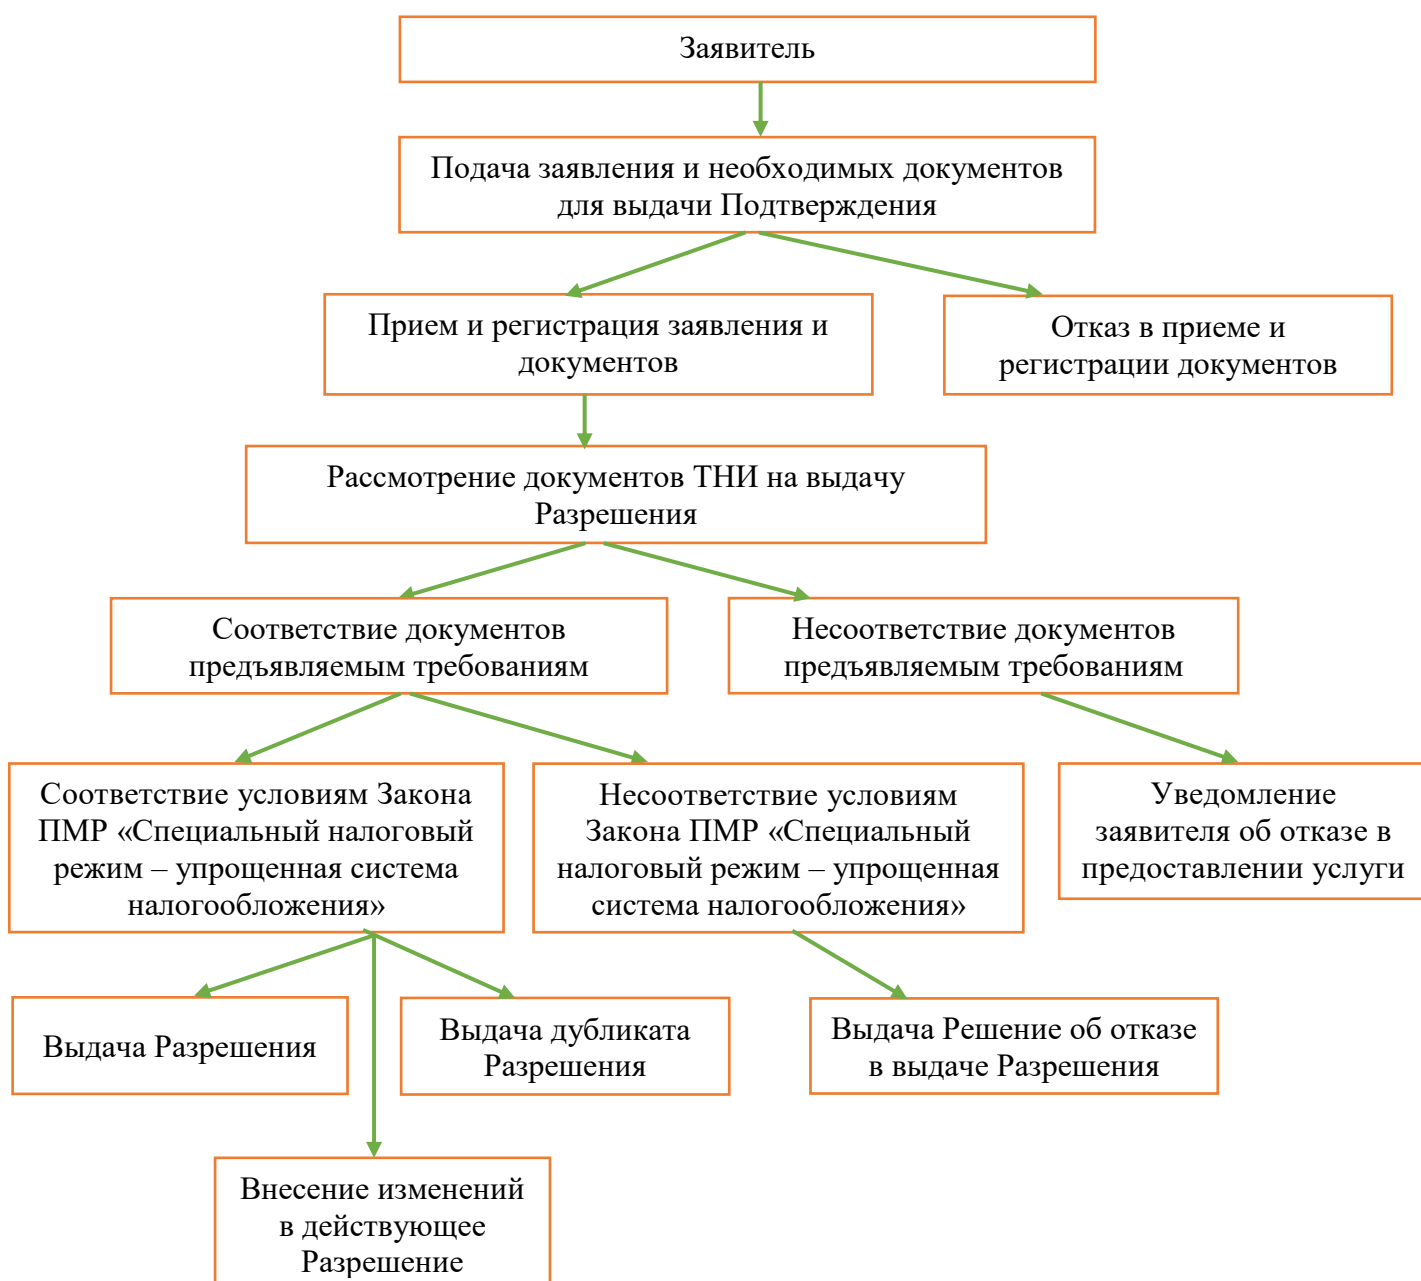 Заявитель
Подача заявления и необходимых документов
для выдачи Подтверждения
Прием и регистрация заявления и
документов
Отказ в приеме и
регистрации документов
Рассмотрение документов ТНИ на выдачу
Разрешения
Соответствие документов
предъявляемым требованиям
Несоответствие документов
предъявляемым требованиям
Соответствие условиям Закона
ПМР «Специальный налоговый
режим – упрощенная система
налогообложения»
Несоответствие условиям
Закона ПМР «Специальный
налоговый режим – упрощенная
система налогообложения»
Уведомление
заявителя об отказе в
предоставлении услуги
Выдача Разрешения
Выдача дубликата
Разрешения
Выдача Решение об отказе
в выдаче Разрешения
Внесение изменений
в действующее
Разрешение